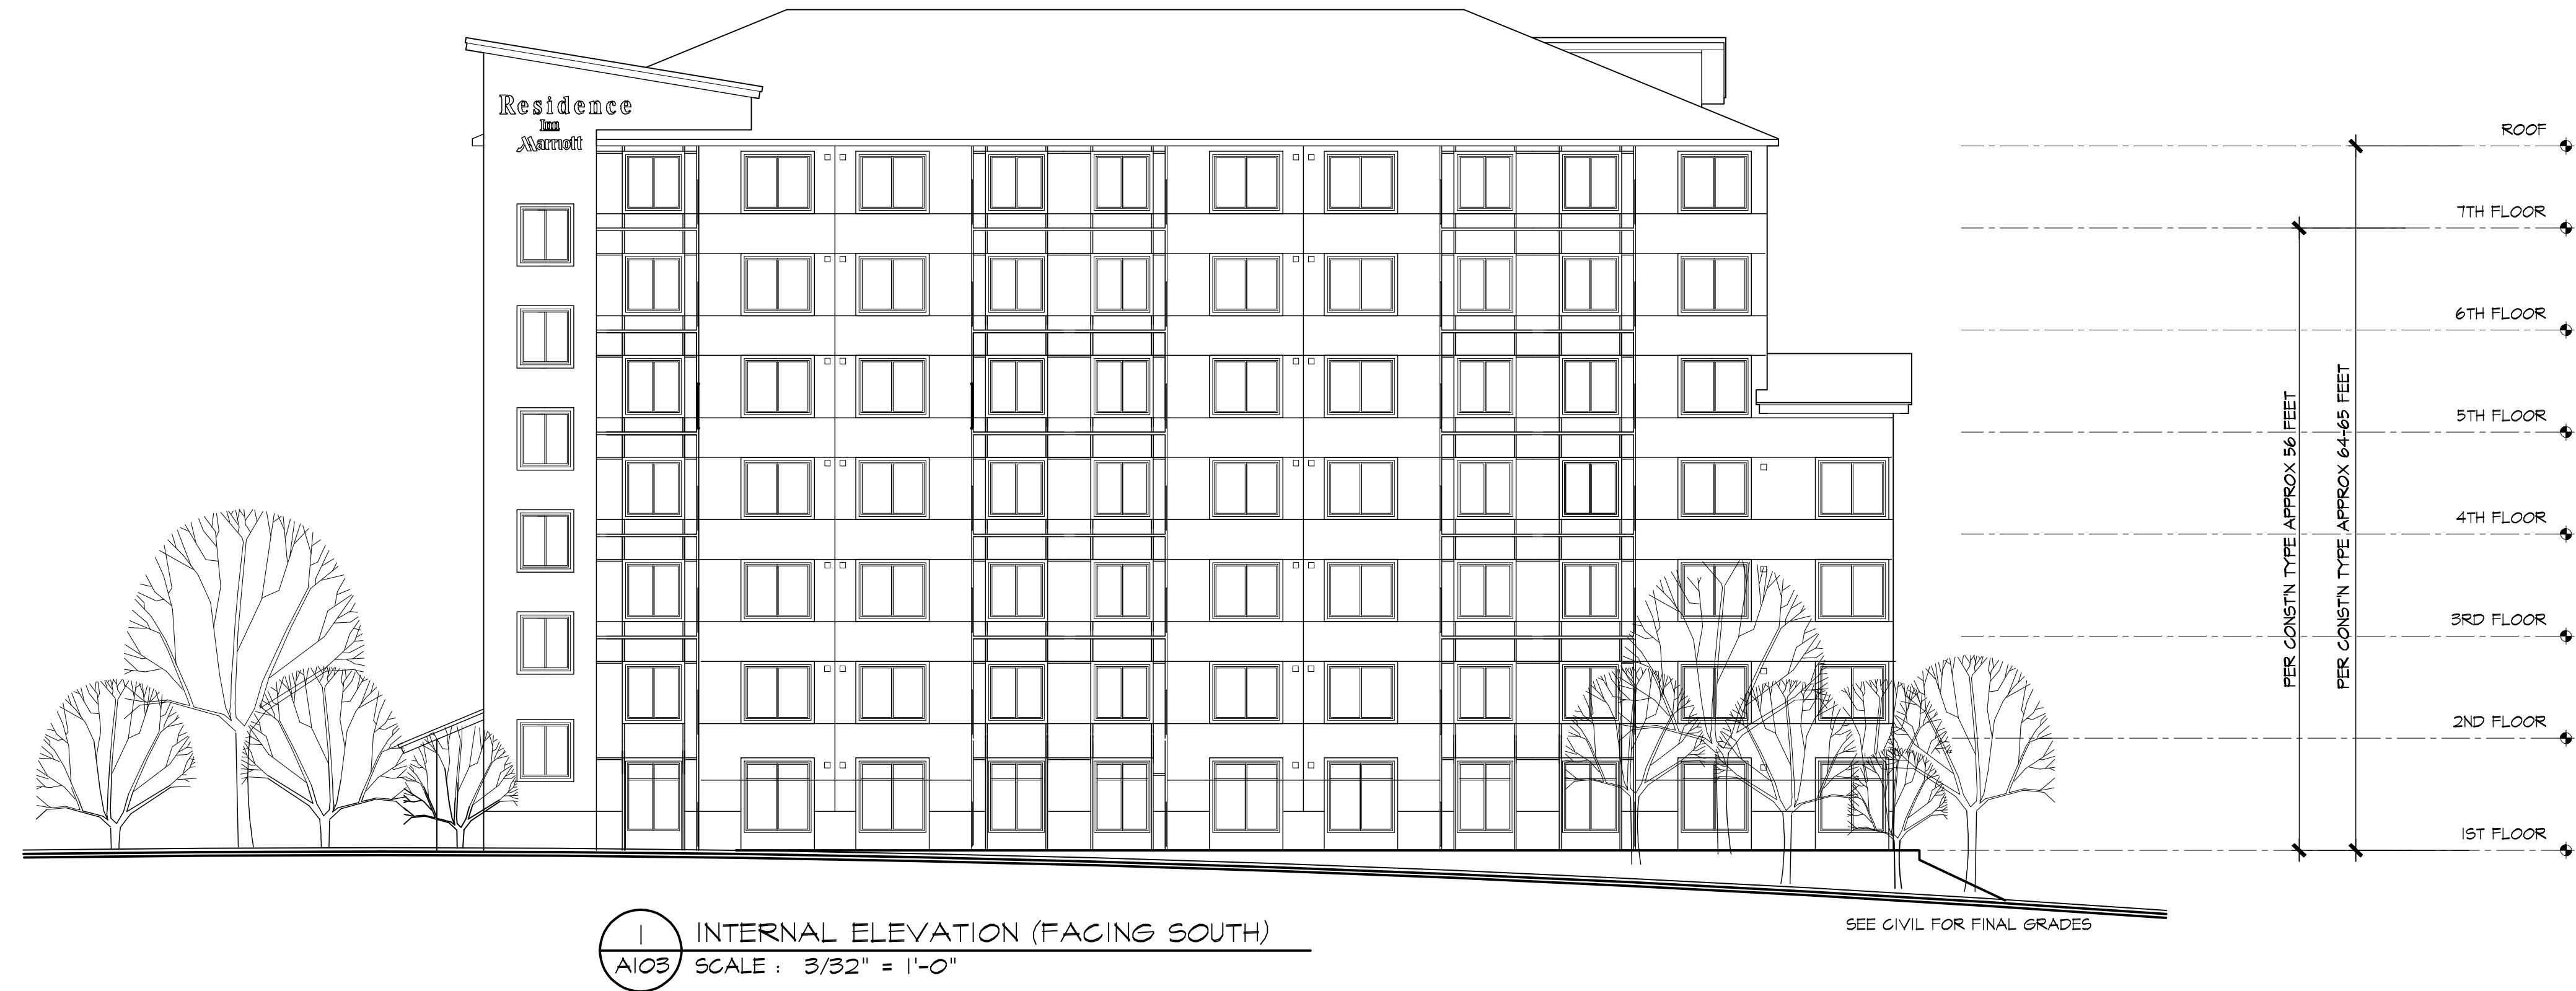 Residence
Inn
Marriott
ROOF
7TH FLOOR
6TH FLOOR
5TH FLOOR
4TH FLOOR
3RD FLOOR
2ND FLOOR
1ST FLOOR
PER CONST'N TYPE APPROX 56 FEET
PER CONST'N TYPE APPROX 64-65 FEET
SEE CIVIL FOR FINAL GRADES
1
A103
INTERNAL ELEVATION (FACING SOUTH)
SCALE : 3/32" = 1'-0"